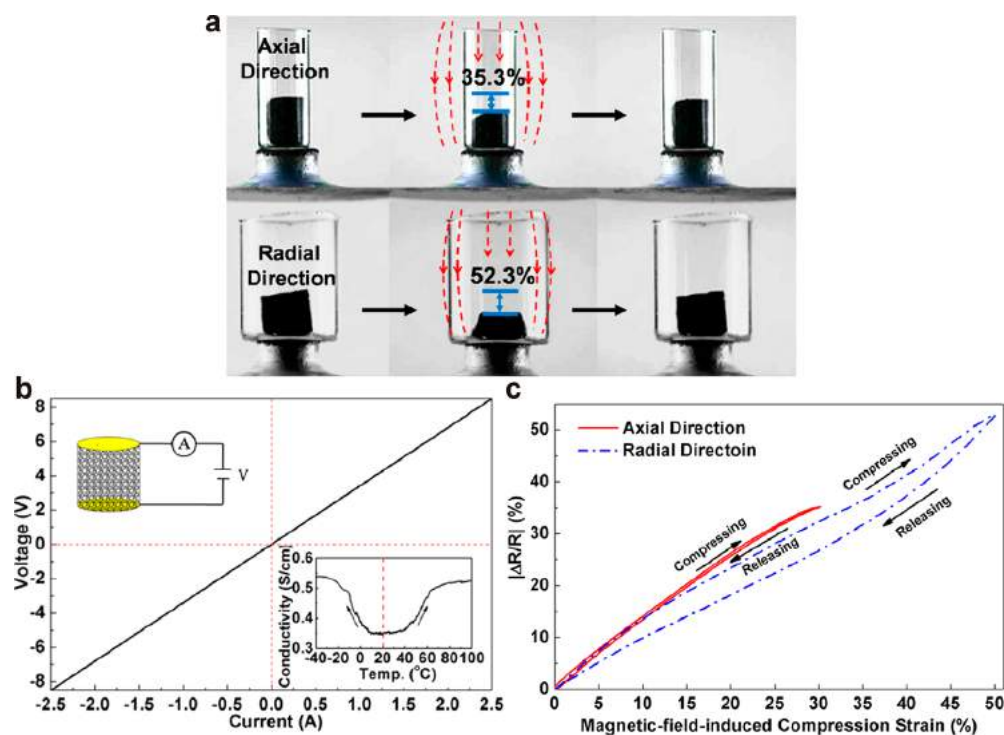 a
Axial
Direction
35.3%
Radial
Direction
52.3%
b
8
6
4
2
0
-2
-4
-6
-8
Voltage (V)
-2.5 -2.0 -1.5 -1.0 -0.5 0.0 0.5 1.0 1.5 2.0 2.5
Current (A)
A
V
0.6
0.5
0.4
0.3
Conductivity (S/cm)
-40 -20 0 20 40 60 80 100
Temp. (°C)
c
50
40
30
20
10
0
|ΔR/R| (%)
Axial Direction
Radial Directoin
Compressing
Releasing
Compressing
Releasing
0 5 10 15 20 25 30 35 40 45 50
Magnetic-field-induced Compression Strain (%)